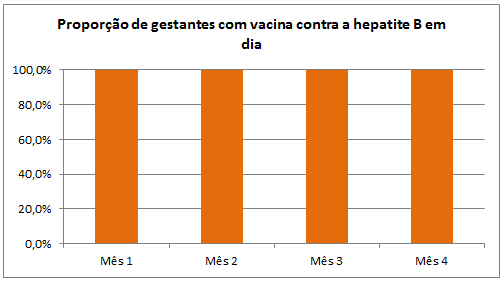 Proporção de gestantes com vacina contra a hepatite B em
dia
100,0%
80,0%
60,0%
40,0%
20,0%
0,0%
Mês 1 Mês 2 Mês 3 Mês 4